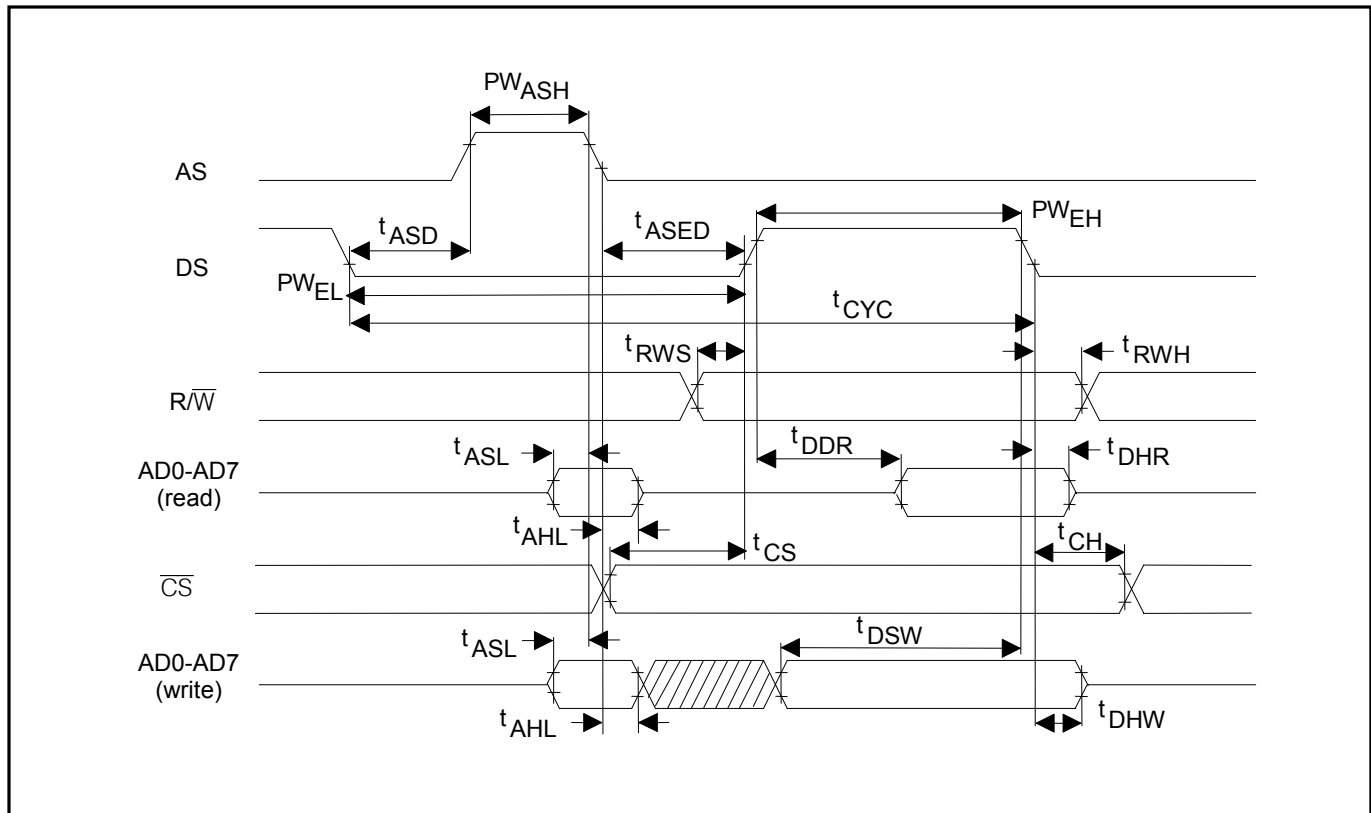 PWASH
AS
tASD
tASED
PWEH
DS
PWEL
tCYC
tRWS
tRWH
R/W̅
tASL
tDDR
tDHR
AD0-AD7
(read)
tAHL
tCS
tCH
C̅S̅
tASL
tDSW
AD0-AD7
(write)
tAHL
tDHW